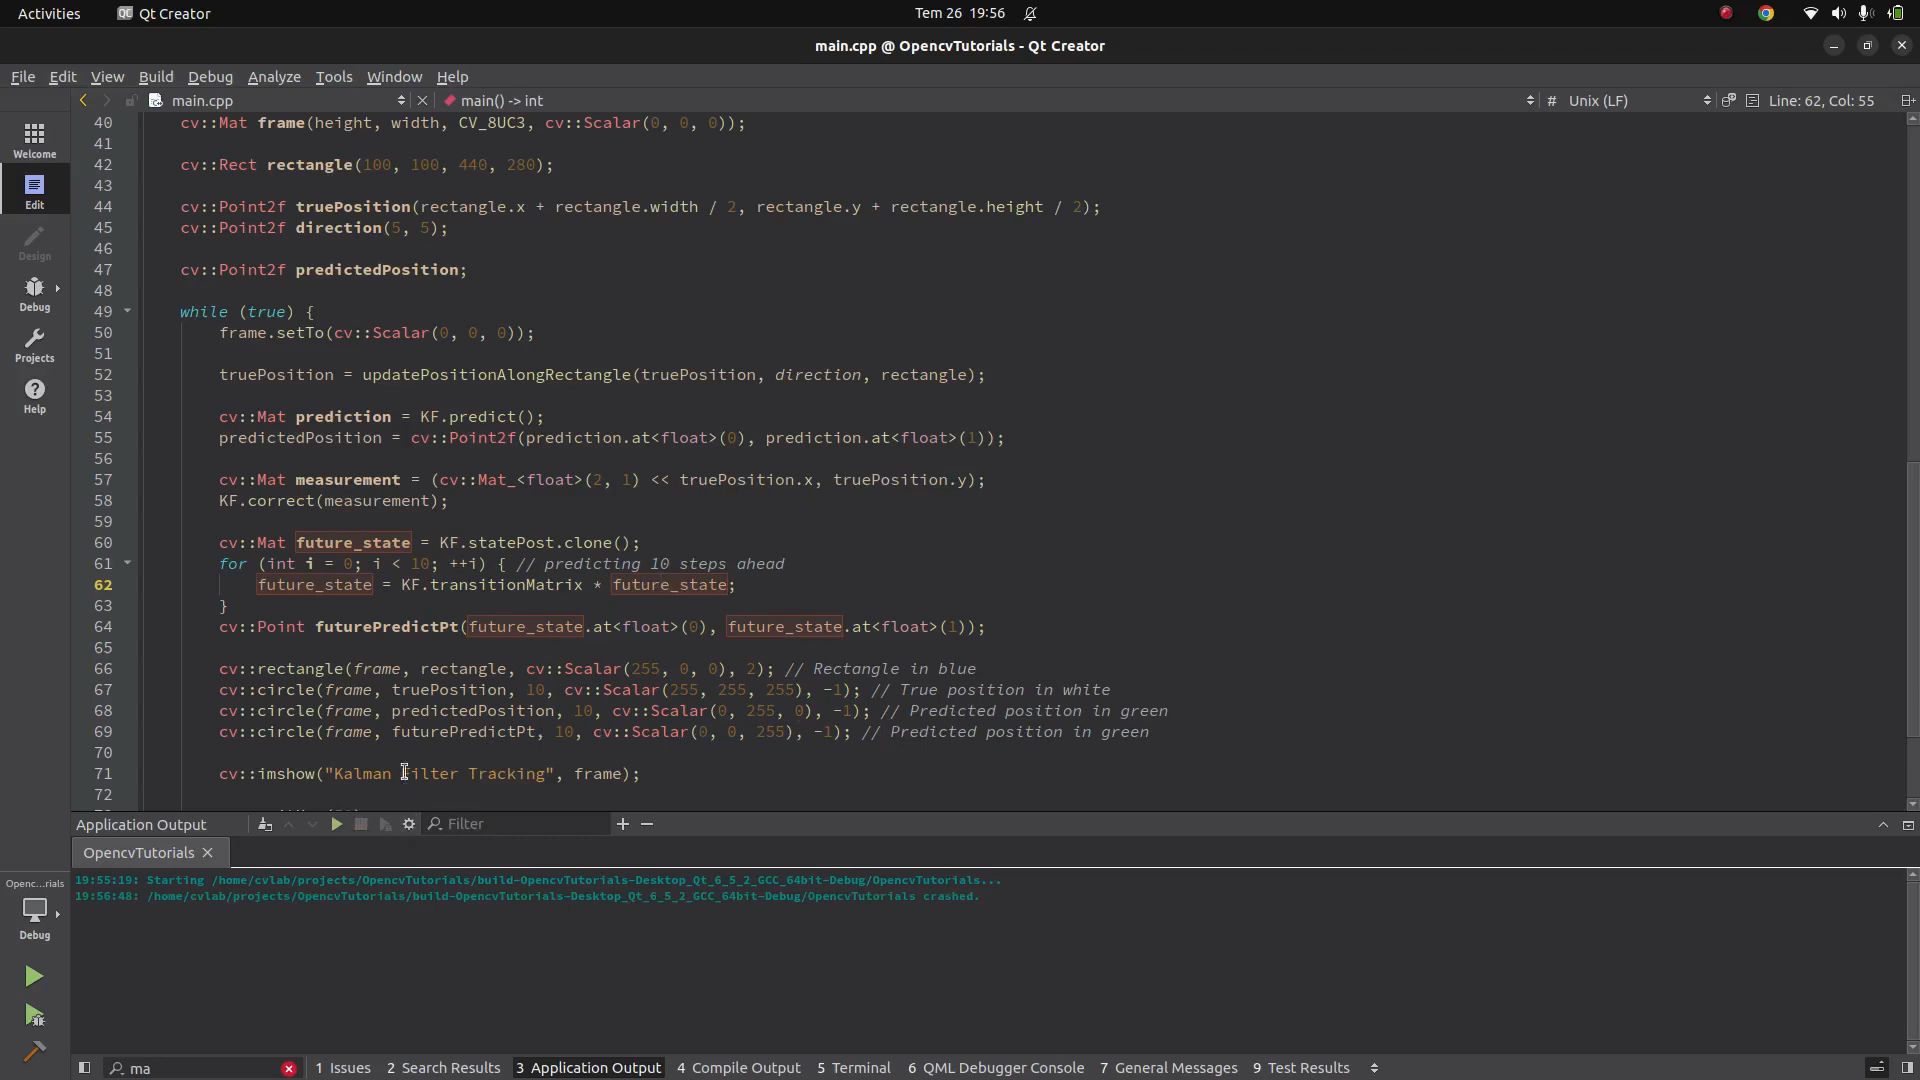 Activities Qt Creator Tem 26 19:56
main.cpp @ OpencvTutorials - Qt Creator
File Edit View Build Debug Analyze Tools Window Help
main.cpp main() -> int # Unix (LF) Line: 62, Col: 55
Welcome
Edit
Design
Debug
Projects
Help
40 cv::Mat frame(height, width, CV_8UC3, cv::Scalar(0, 0, 0));
41
42 cv::Rect rectangle(100, 100, 440, 280);
43
44 cv::Point2f truePosition(rectangle.x + rectangle.width / 2, rectangle.y + rectangle.height / 2);
45 cv::Point2f direction(5, 5);
46
47 cv::Point2f predictedPosition;
48
49 while (true) {
50 frame.setTo(cv::Scalar(0, 0, 0));
51
52 truePosition = updatePositionAlongRectangle(truePosition, direction, rectangle);
53
54 cv::Mat prediction = KF.predict();
55 predictedPosition = cv::Point2f(prediction.at<float>(0), prediction.at<float>(1));
56
57 cv::Mat measurement = (cv::Mat_<float>(2, 1) << truePosition.x, truePosition.y);
58 KF.correct(measurement);
59
60 cv::Mat future_state = KF.statePost.clone();
61 for (int i = 0; i < 10; ++i) { // predicting 10 steps ahead
62 future_state = KF.transitionMatrix * future_state;
63 }
64 cv::Point futurePredictPt(future_state.at<float>(0), future_state.at<float>(1));
65
66 cv::rectangle(frame, rectangle, cv::Scalar(255, 0, 0), 2); // Rectangle in blue
67 cv::circle(frame, truePosition, 10, cv::Scalar(255, 255, 255), -1); // True position in white
68 cv::circle(frame, predictedPosition, 10, cv::Scalar(0, 255, 0), -1); // Predicted position in green
69 cv::circle(frame, futurePredictPt, 10, cv::Scalar(0, 0, 255), -1); // Predicted position in green
70
71 cv::imshow("Kalman Filter Tracking", frame);
72
Application Output Filter
OpencvTutorials
19:55:19: Starting /home/cvlab/projects/OpencvTutorials/build-OpencvTutorials-Desktop_Qt_6_5_2_GCC_64bit-Debug/OpencvTutorials...
19:56:48: /home/cvlab/projects/OpencvTutorials/build-OpencvTutorials-Desktop_Qt_6_5_2_GCC_64bit-Debug/OpencvTutorials crashed.
Openc...rials
Debug
ma 1 Issues 2 Search Results 3 Application Output 4 Compile Output 5 Terminal 6 QML Debugger Console 7 General Messages 9 Test Results